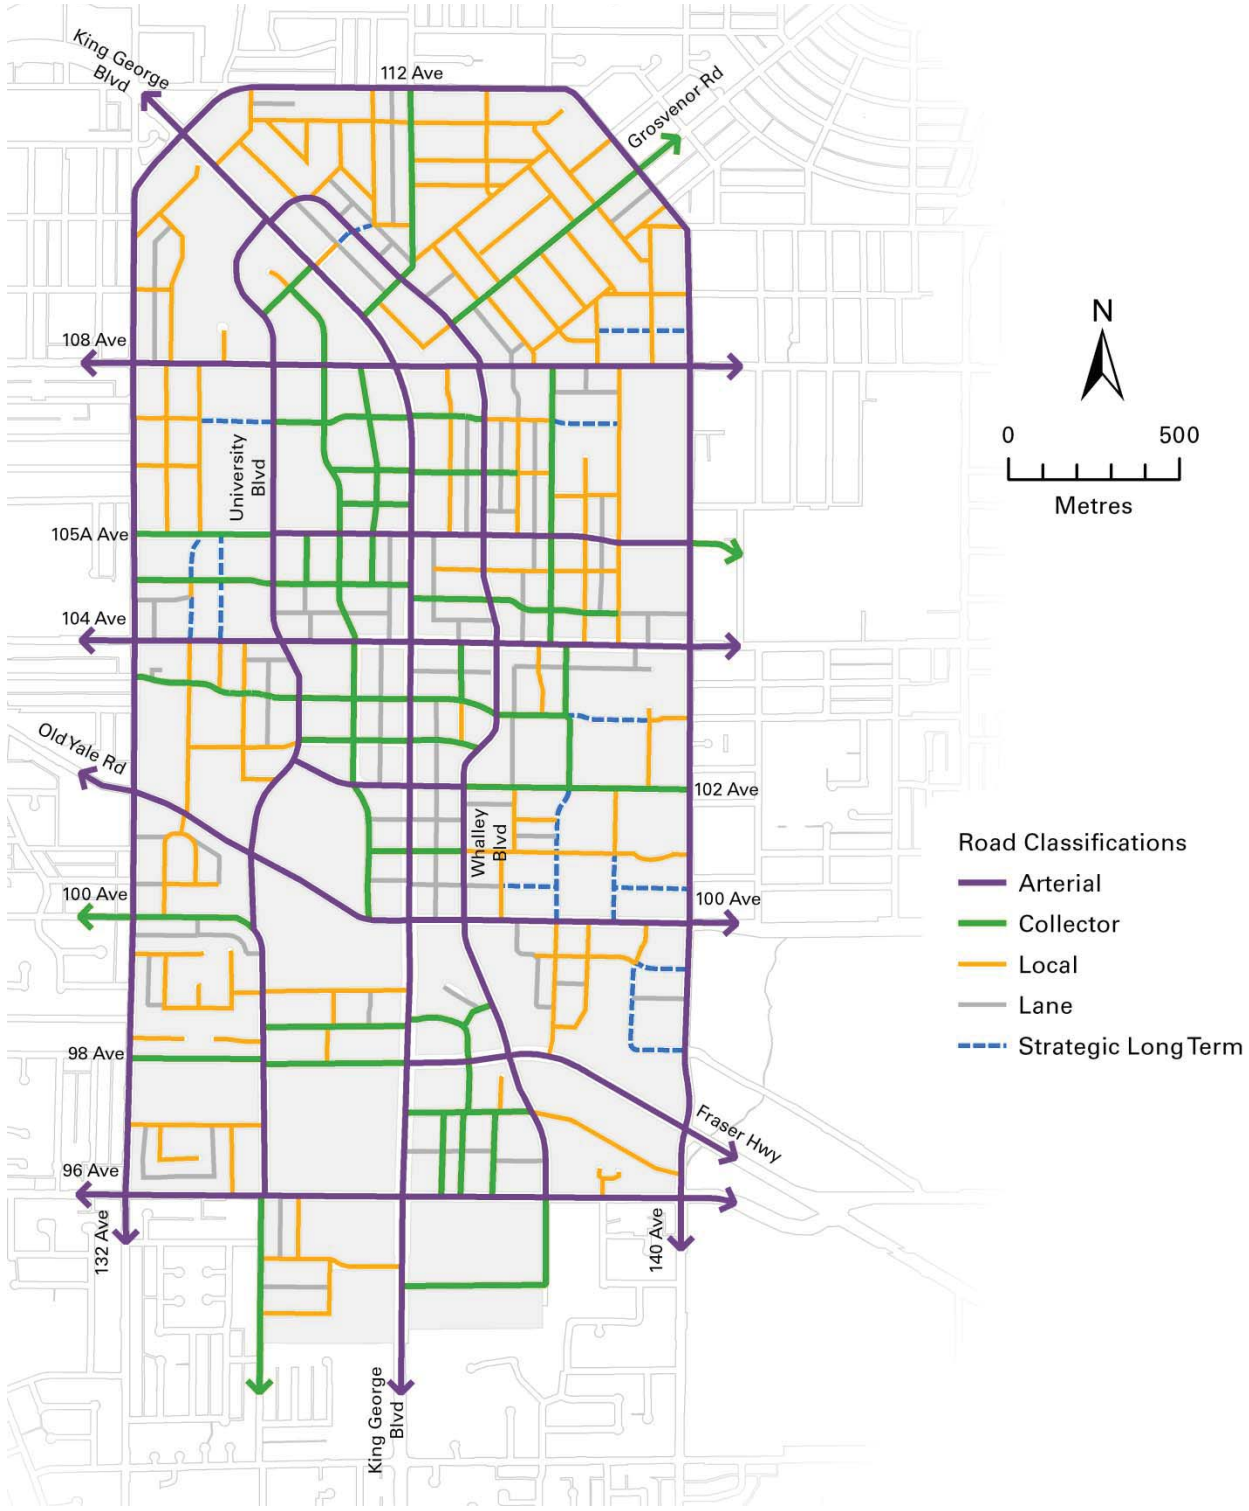 King George
Blvd
112 Ave
Grosvenor Rd
N
108 Ave
0 500
Metres
University
Blvd
105A Ave
104 Ave
Old Yale Rd
102 Ave
Whalley
Blvd
Road Classifications
Arterial
100 Ave
100 Ave
Collector
Local
Lane
98 Ave
Strategic Long Term
Fraser Hwy
96 Ave
132 Ave
140 Ave
King George
Blvd